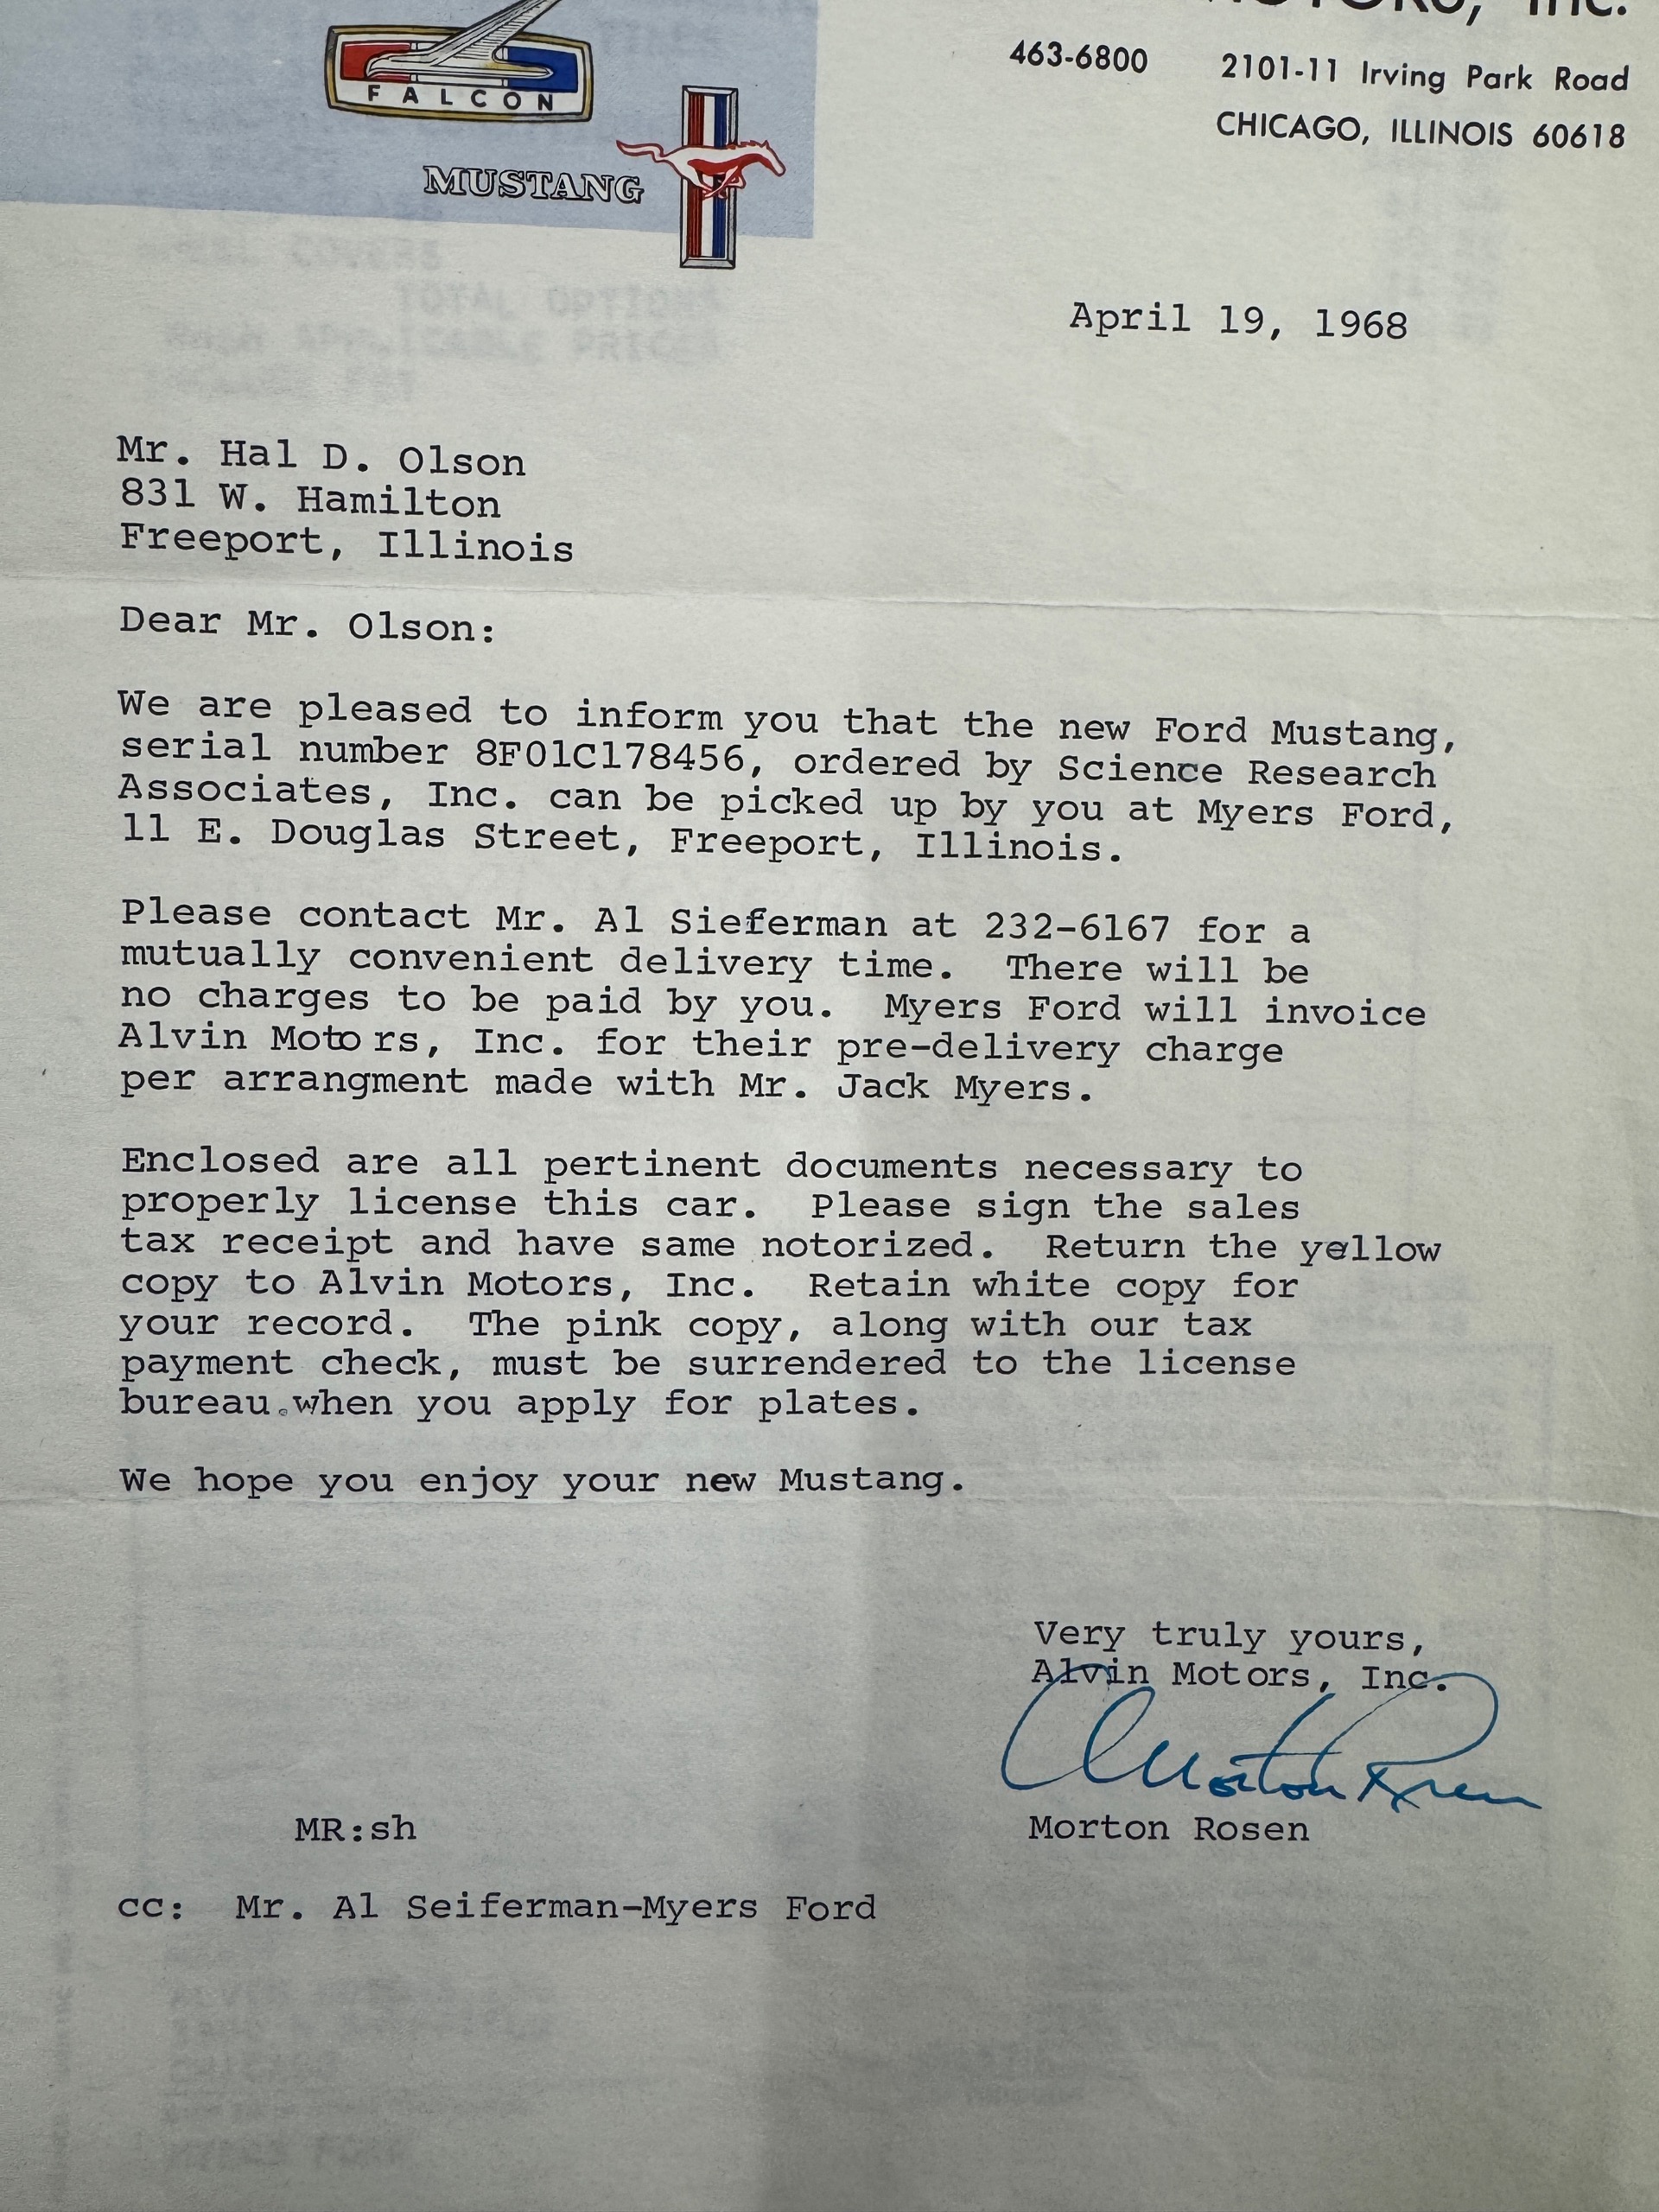 FALCON
MUSTANG
MOTORS, Inc.
463-6800 2101-11 Irving Park Road
CHICAGO, ILLINOIS 60618
April 19, 1968
Mr. Hal D. Olson
831 W. Hamilton
Freeport, Illinois
Dear Mr. Olson:
We are pleased to inform you that the new Ford Mustang,
serial number 8F01C178456, ordered by Science Research
Associates, Inc. can be picked up by you at Myers Ford,
11 E. Douglas Street, Freeport, Illinois.
Please contact Mr. Al Sieferman at 232-6167 for a
mutually convenient delivery time. There will be
no charges to be paid by you. Myers Ford will invoice
Alvin Motors, Inc. for their pre-delivery charge
per arrangment made with Mr. Jack Myers.
Enclosed are all pertinent documents necessary to
properly license this car. Please sign the sales
tax receipt and have same notorized. Return the yellow
copy to Alvin Motors, Inc. Retain white copy for
your record. The pink copy, along with our tax
payment check, must be surrendered to the license
bureau.when you apply for plates.
We hope you enjoy your new Mustang.
Very truly yours,
Alvin Motors, Inc.
Morton Rosen
MR:sh Morton Rosen
cc: Mr. Al Seiferman-Myers Ford
TOTAL OPTIONS